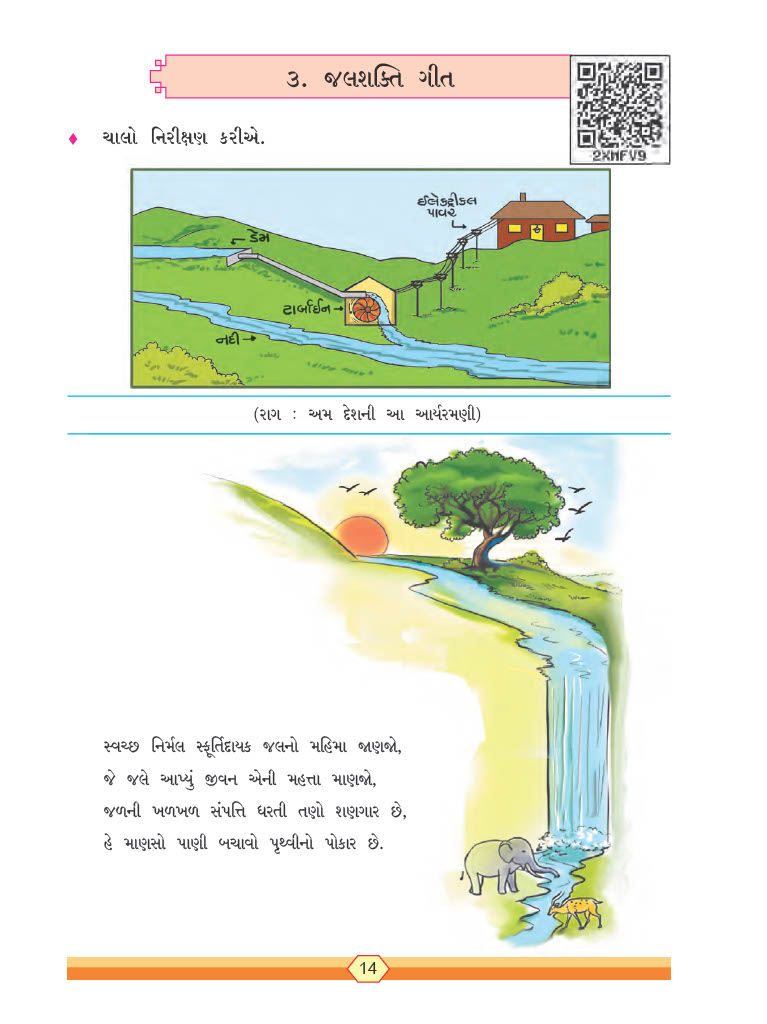 ૩. જલશક્તિ ગીત
2XMFV9
♦ ચાલો નિરીક્ષણ કરીએ.
ઈલેક્ટ્રીકલ
પાવર
ડેમ
ટાર્બાઈન
નદી
(રાગ : અમ દેશની આ આર્યરમણી)
સ્વચ્છ નિર્મલ સ્ફૂર્તિદાયક જલનો મહિમા જાણજો,
જે જલે આપ્યું જીવન એની મહત્તા માણજો,
જળની ખળખળ સંપત્તિ ધરતી તણો શણગાર છે,
હે માણસો પાણી બચાવો પૃથ્વીનો પોકાર છે.
14